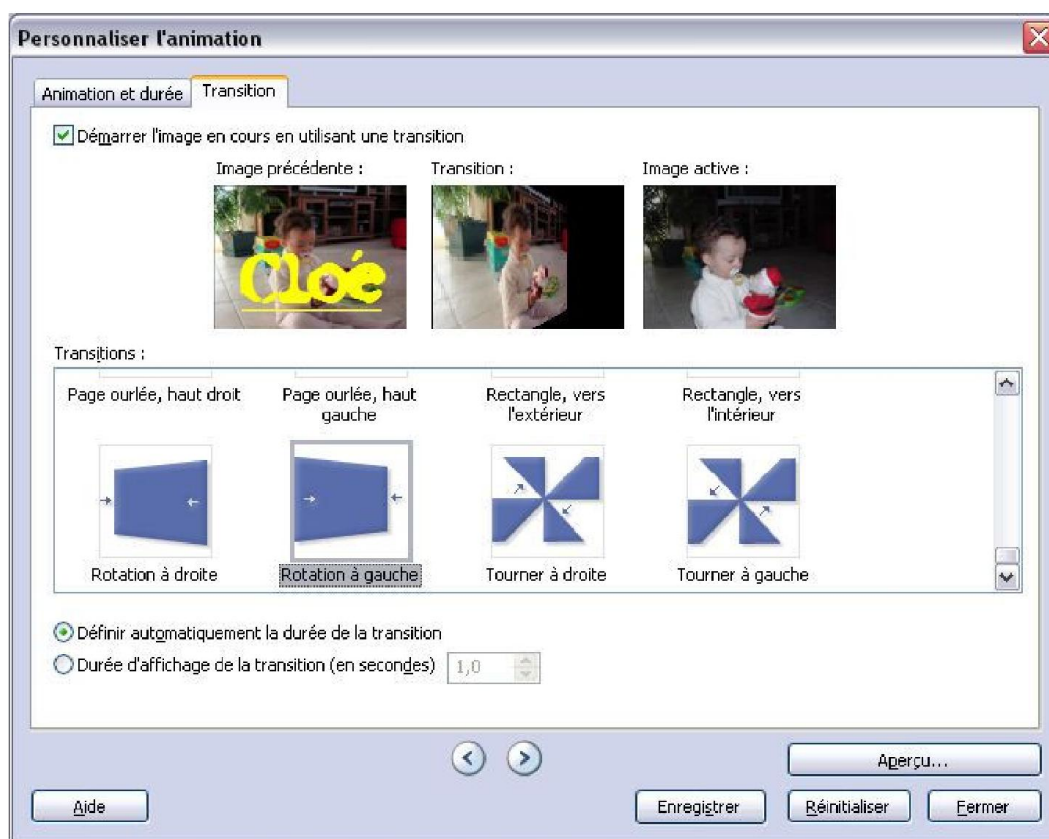 Personnaliser l'animation
Animation et durée
Transition
Démarrer l'image en cours en utilisant une transition
Image précédente :
Transition :
Image active :
Cloé
Transitions :
Page ourlée, haut droit
Page ourlée, haut
gauche
Rectangle, vers
l'extérieur
Rectangle, vers
l'intérieur
Rotation à droite
Rotation à gauche
Tourner à droite
Tourner à gauche
Définir automatiquement la durée de la transition
Durée d'affichage de la transition (en secondes)
1,0
Aperçu...
Aide
Enregistrer
Réinitialiser
Fermer